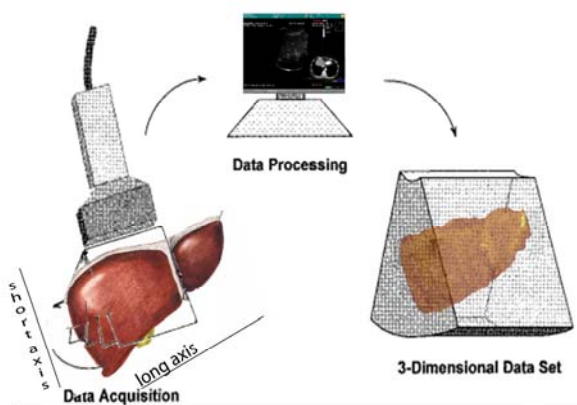 Data Processing
short axis
long axis
Data Acquisition
3-Dimensional Data Set